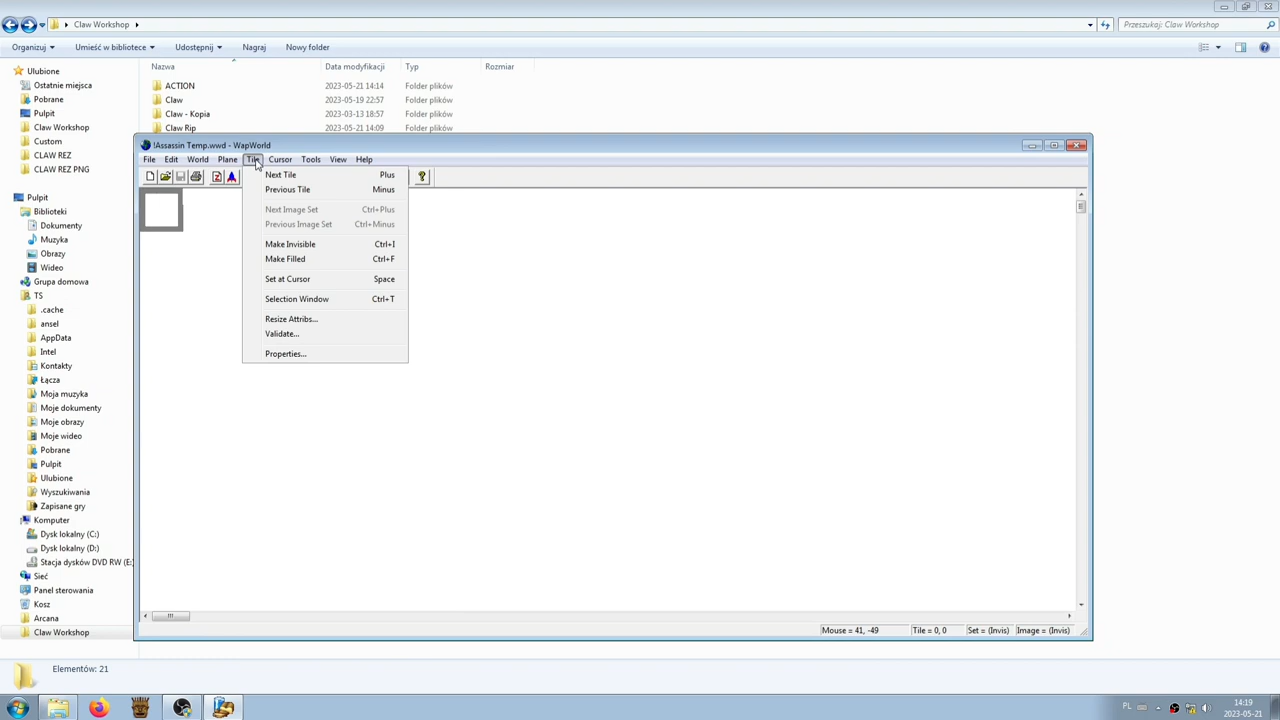 Claw Workshop
Przeszukaj: Claw Workshop
Organizuj
Umieść w bibliotece
Udostępnij
Nagraj
Nowy folder
Nazwa
Data modyfikacji
Typ
Rozmiar
Ulubione
Ostatnie miejsca
Pobrane
Pulpit
Claw Workshop
Custom
CLAW REZ
CLAW REZ PNG
Pulpit
Biblioteki
Dokumenty
Muzyka
Obrazy
Wideo
Grupa domowa
TS
.cache
ansel
AppData
Intel
Kontakty
Łącza
Moja muzyka
Moje dokumenty
Moje obrazy
Moje wideo
Pobrane
Pulpit
Ulubione
Wyszukiwania
Zapisane gry
Komputer
Dysk lokalny (C:)
Dysk lokalny (D:)
Stacja dysków DVD RW (E:)
Sieć
Panel sterowania
Kosz
Arcana
Claw Workshop
ACTION 2023-05-21 14:14 Folder plików
Claw 2023-05-19 22:57 Folder plików
Claw - Kopia 2023-03-13 18:57 Folder plików
Claw Rip 2023-05-21 14:09 Folder plików
!Assassin Temp.wwd - WapWorld
File Edit World Plane Tile Cursor Tools View Help
Next Tile Plus
Previous Tile Minus
Next Image Set Ctrl+Plus
Previous Image Set Ctrl+Minus
Make Invisible Ctrl+I
Make Filled Ctrl+F
Set at Cursor Space
Selection Window Ctrl+T
Resize Attribs...
Validate...
Properties...
Mouse = 41, -49
Tile = 0, 0
Set = (Invis)
Image = (Invis)
Elementów: 21
PL
14:19
2023-05-21